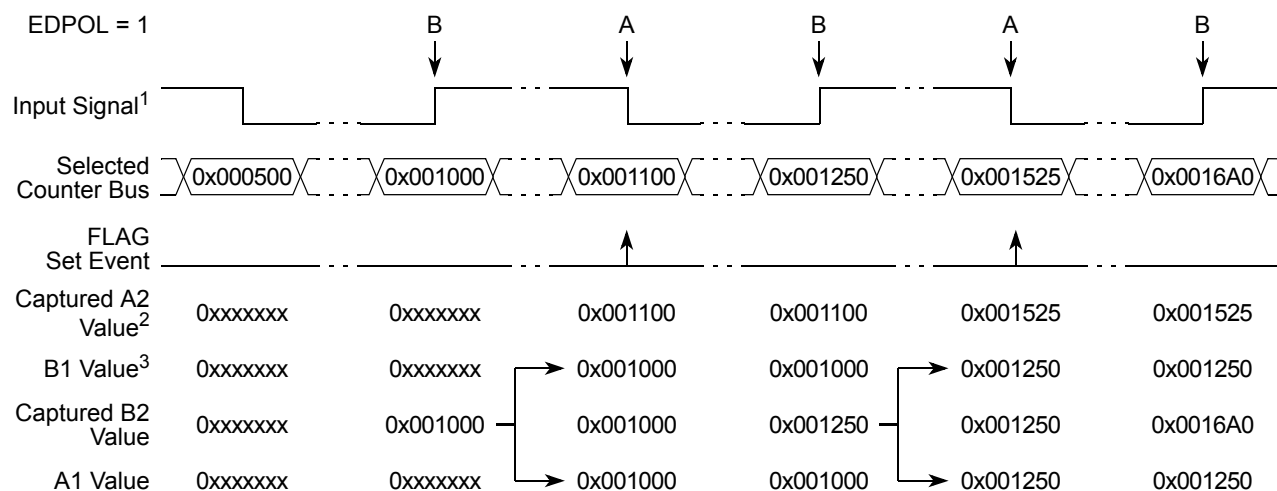 EDPOL = 1 B A B A B
Input Signal1
Selected Counter Bus 0x000500 0x001000 0x001100 0x001250 0x001525 0x0016A0
FLAG
Set Event
Captured A2 Value2 0xxxxxxx 0xxxxxxx 0x001100 0x001100 0x001525 0x001525
B1 Value3 0xxxxxxx 0xxxxxxx 0x001000 0x001000 0x001250 0x001250
Captured B2 Value 0xxxxxxx 0x001000 0x001000 0x001250 0x001250 0x0016A0
A1 Value 0xxxxxxx 0xxxxxxx 0x001000 0x001000 0x001250 0x001250